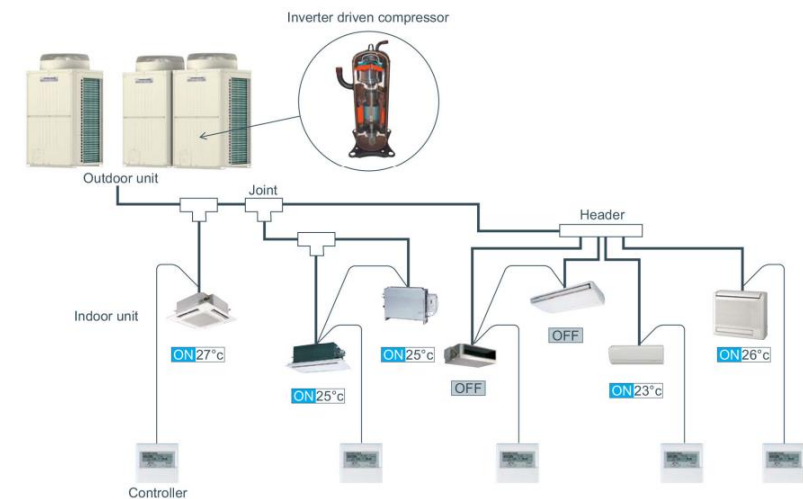 Inverter driven compressor
Outdoor unit
Joint
Header
Indoor unit
ON 27°c
ON 25°c
ON 25°c
OFF
OFF
ON 23°c
ON 26°c
Controller